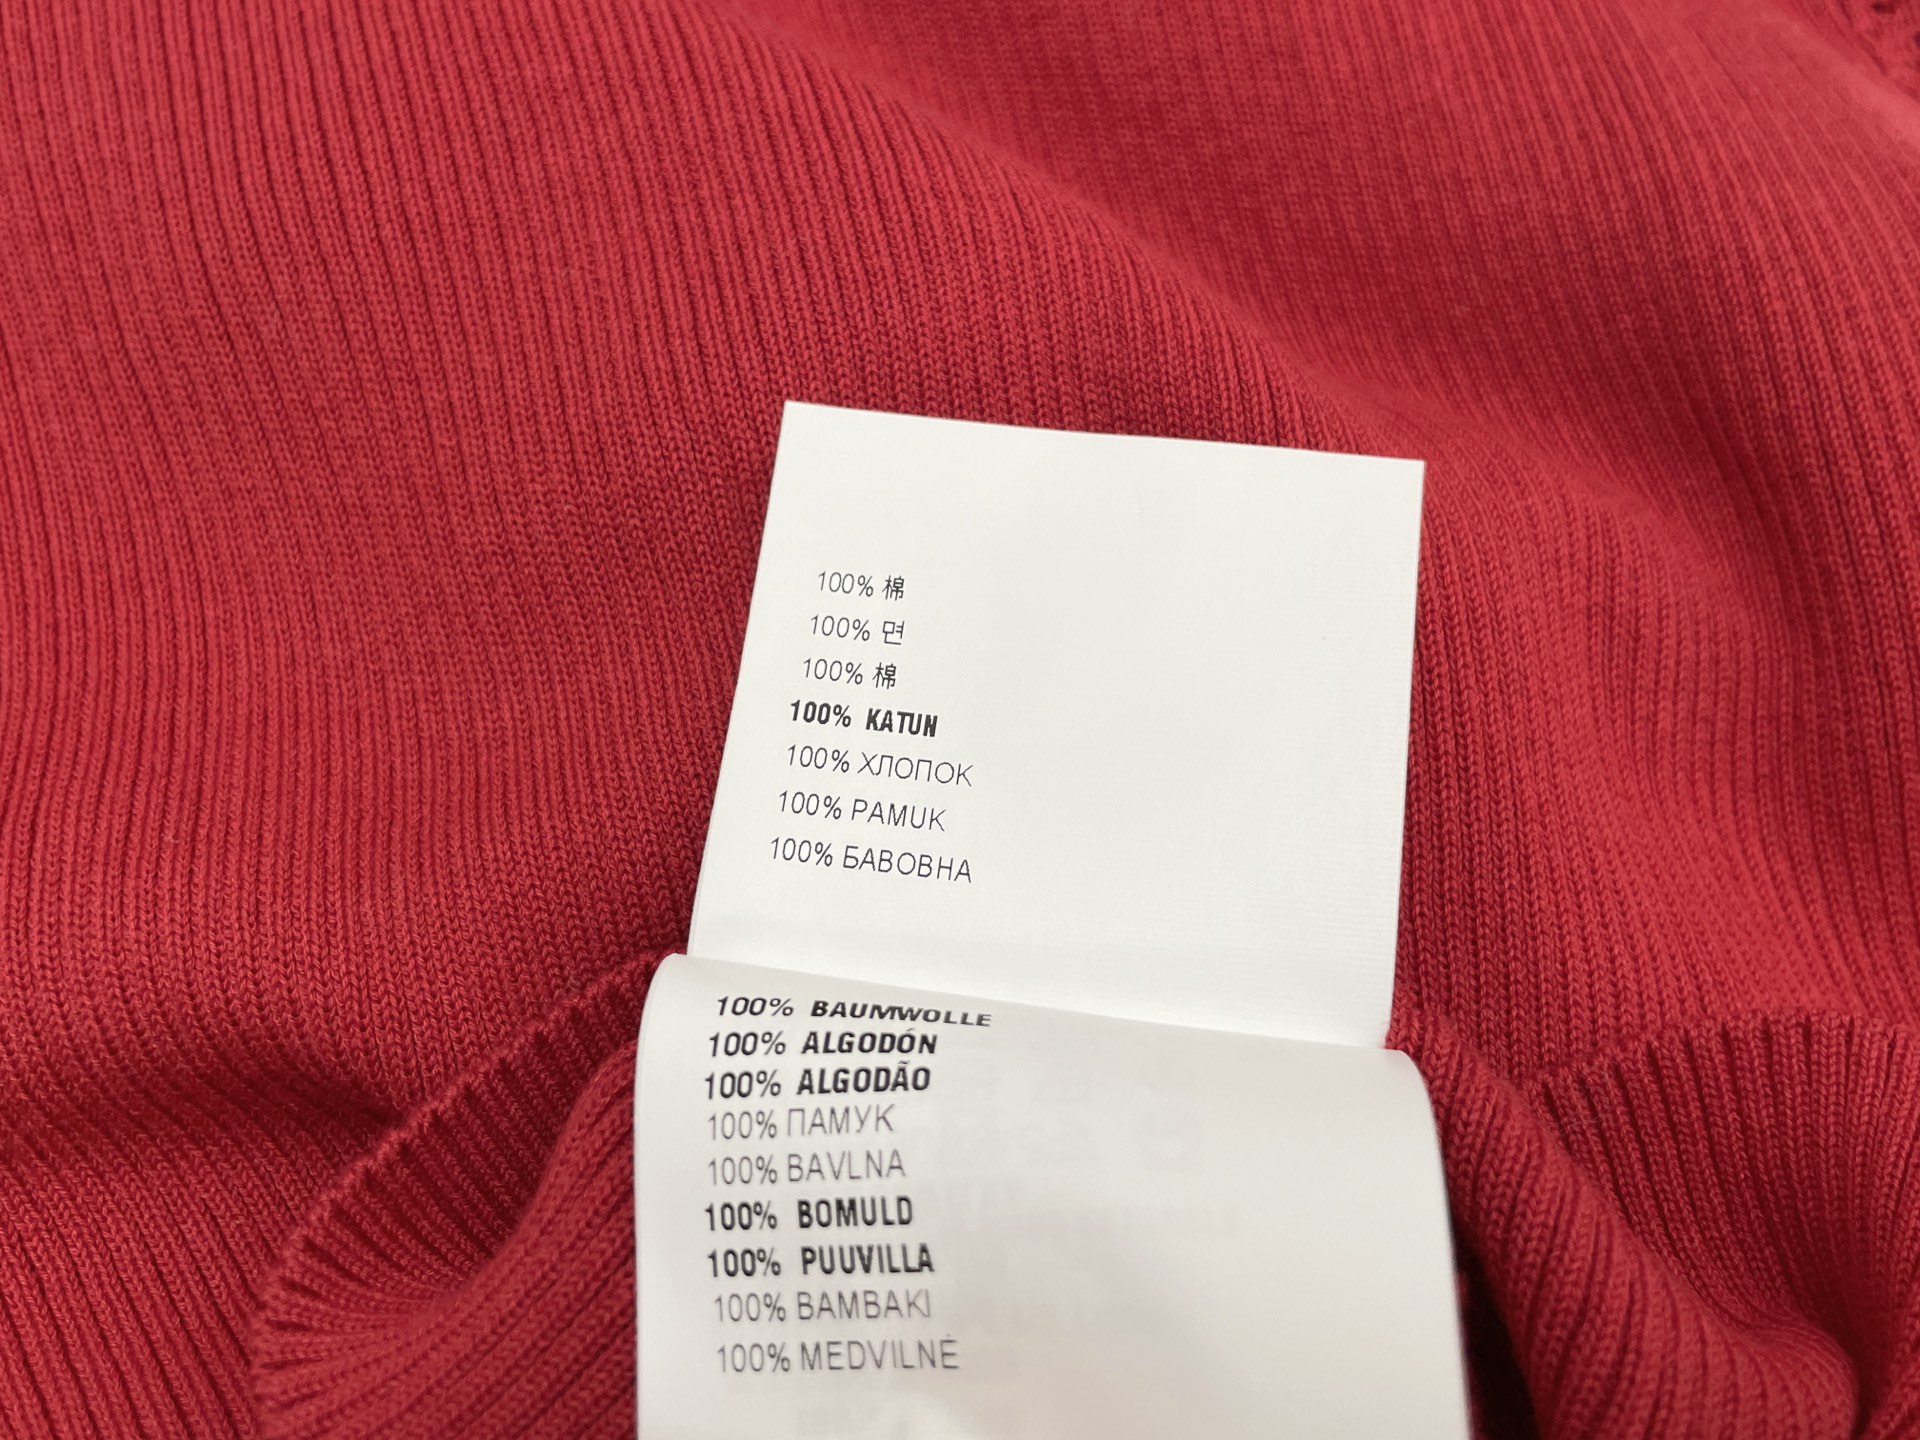 100% 棉
100% 면
100% 棉
100% KATUN
100% ХЛОПОК
100% PAMUK
100% БАВОВНА
100% BAUMWOLLE
100% ALGODÓN
100% ALGODÃO
100% ПАМУК
100% BAVLNA
100% BOMULD
100% PUUVILLA
100% BAMBAKI
100% MEDVILNĖ